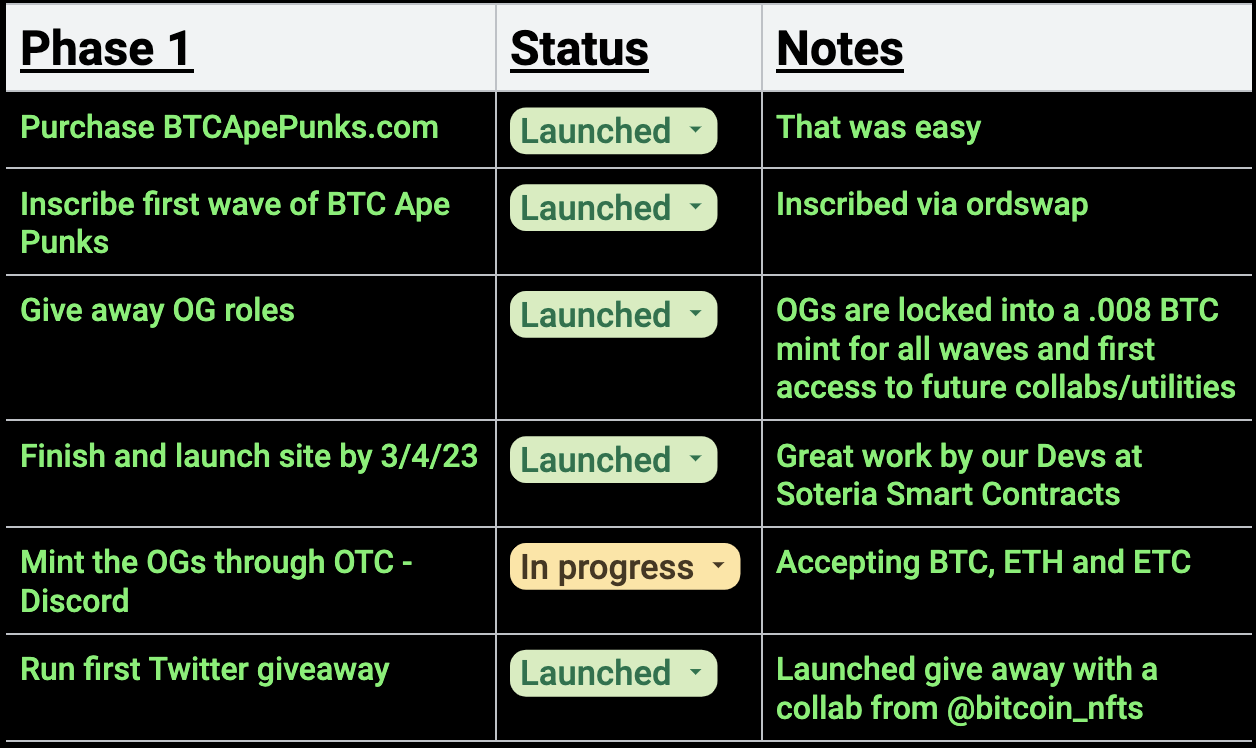 Phase 1 Status Notes
Purchase BTCApePunks.com Launched That was easy
Inscribe first wave of BTC Ape Launched Inscribed via ordswap
Punks
Give away OG roles Launched OGs are locked into a .008 BTC
mint for all waves and first
access to future collabs/utilities
Finish and launch site by 3/4/23 Launched Great work by our Devs at
Soteria Smart Contracts
Mint the OGs through OTC - In progress Accepting BTC, ETH and ETC
Discord
Run first Twitter giveaway Launched Launched give away with a
collab from @bitcoin_nfts